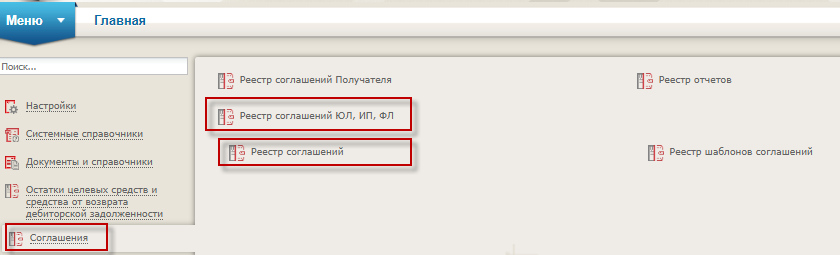 Меню
Главная
Поиск...
Настройки
Системные справочники
Документы и справочники
Остатки целевых средств и
средства от возврата
дебиторской задолженности
Соглашения
Реестр соглашений Получателя
Реестр отчетов
Реестр соглашений ЮЛ, ИП, ФЛ
Реестр соглашений
Реестр шаблонов соглашений